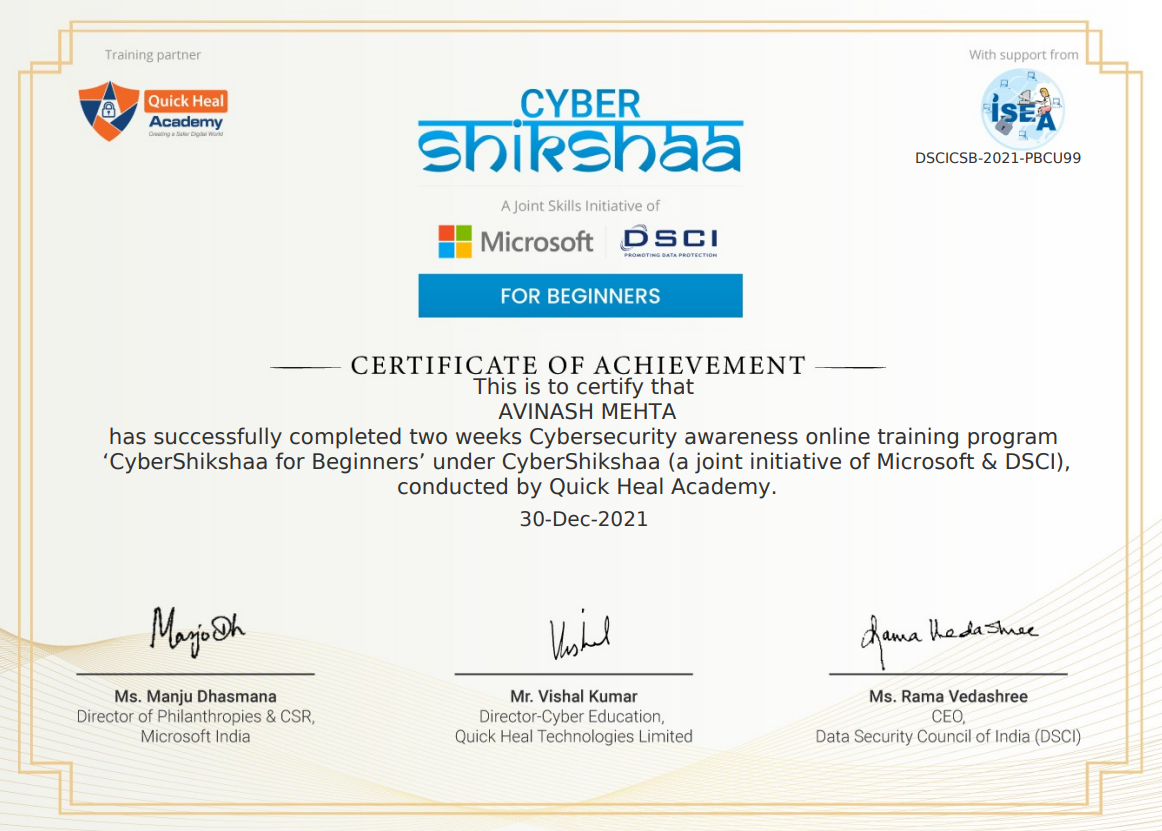 Training partner
With support from
Quick Heal
Academy
Creating a Safer Digital World
ISEA
DSCICSB-2021-PBCU99
CYBER
shikshaa
A Joint Skills Initiative of
Microsoft
DSCI
PROMOTING DATA PROTECTION
FOR BEGINNERS
CERTIFICATE OF ACHIEVEMENT
This is to certify that
AVINASH MEHTA
has successfully completed two weeks Cybersecurity awareness online training program
‘CyberShikshaa for Beginners’ under CyberShikshaa (a joint initiative of Microsoft & DSCI),
conducted by Quick Heal Academy.
30-Dec-2021
Manju Dh
Vishal
Rama Vedashree
Ms. Manju Dhasmana
Director of Philanthropies & CSR,
Microsoft India
Mr. Vishal Kumar
Director-Cyber Education,
Quick Heal Technologies Limited
Ms. Rama Vedashree
CEO,
Data Security Council of India (DSCI)